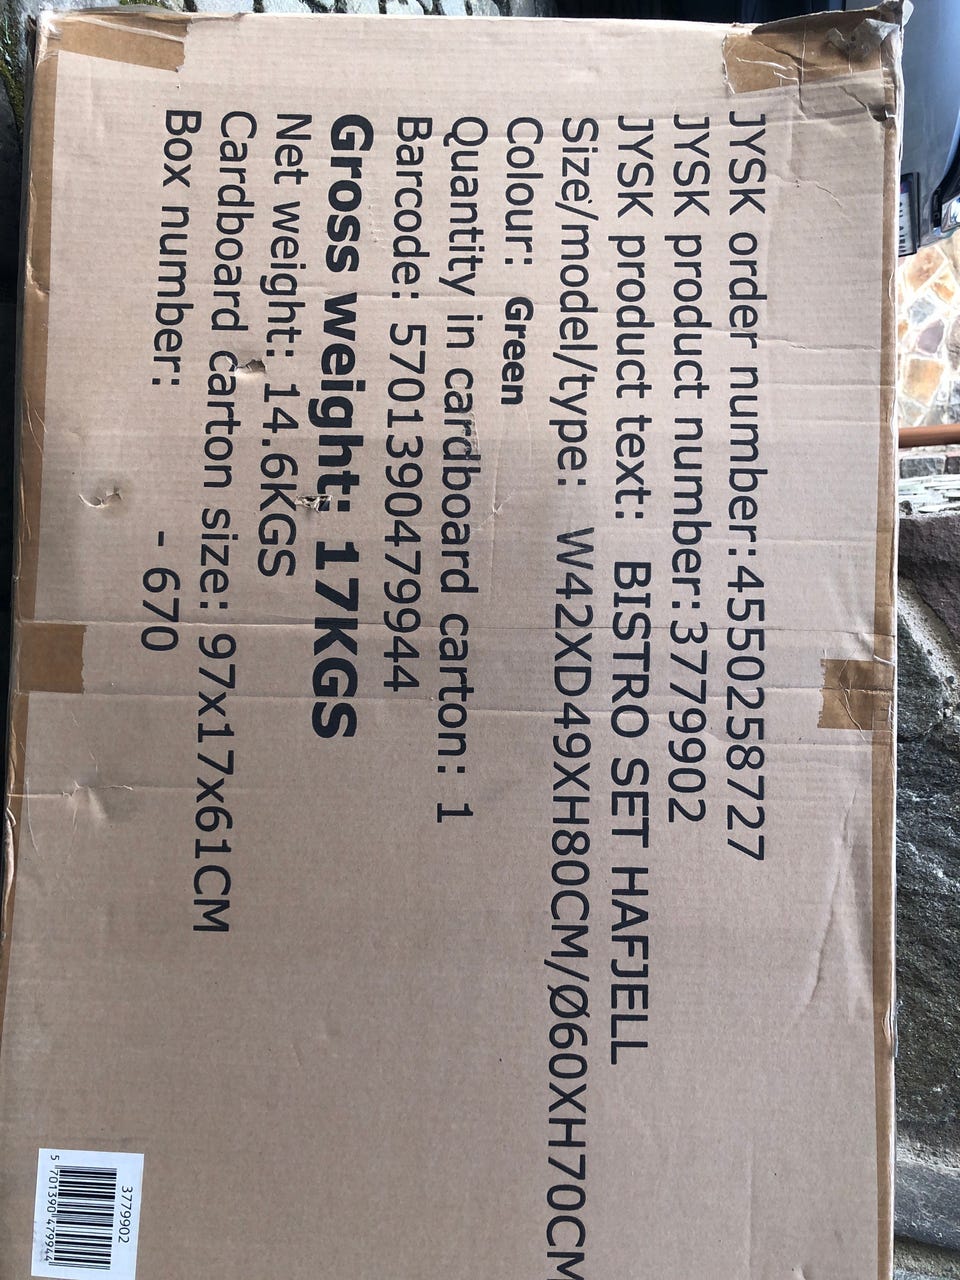 JYSK order number:4550258727
JYSK product number:3779902
JYSK product text: BISTRO SET HAFJELL
Size/model/type: W42XD49XH80CM/Ø60XH70CM
Colour: Green
Quantity in cardboard carton: 1
Barcode: 5701390479944
Gross weight: 17KGS
Net weight: 14.6KGS
Cardboard carton size: 97x17x61CM
Box number: - 670
3779902
5 701390 479944